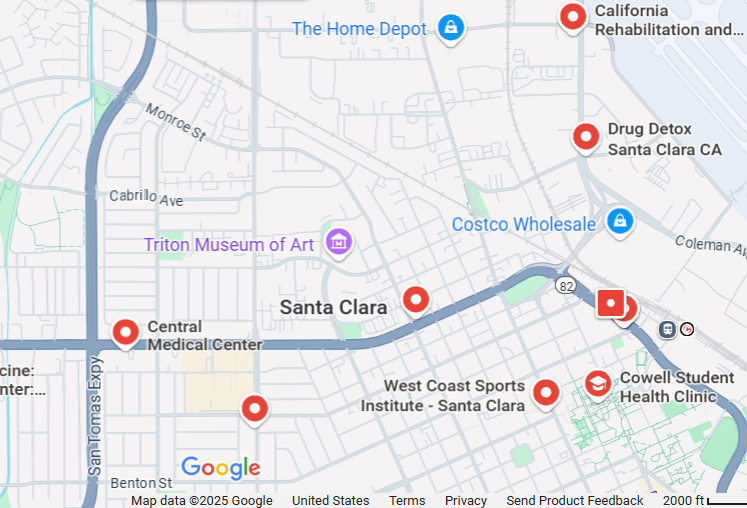 The Home Depot
California
Rehabilitation and...
Monroe St
Drug Detox
Santa Clara CA
Cabrillo Ave
Costco Wholesale
Triton Museum of Art
Coleman Av
82
Santa Clara
Central
Medical Center
cine:
nter:...
San Tomas Expy
West Coast Sports
Institute - Santa Clara
Cowell Student
Health Clinic
Google
Benton St
Map data ©2025 Google United States Terms Privacy Send Product Feedback 2000 ft